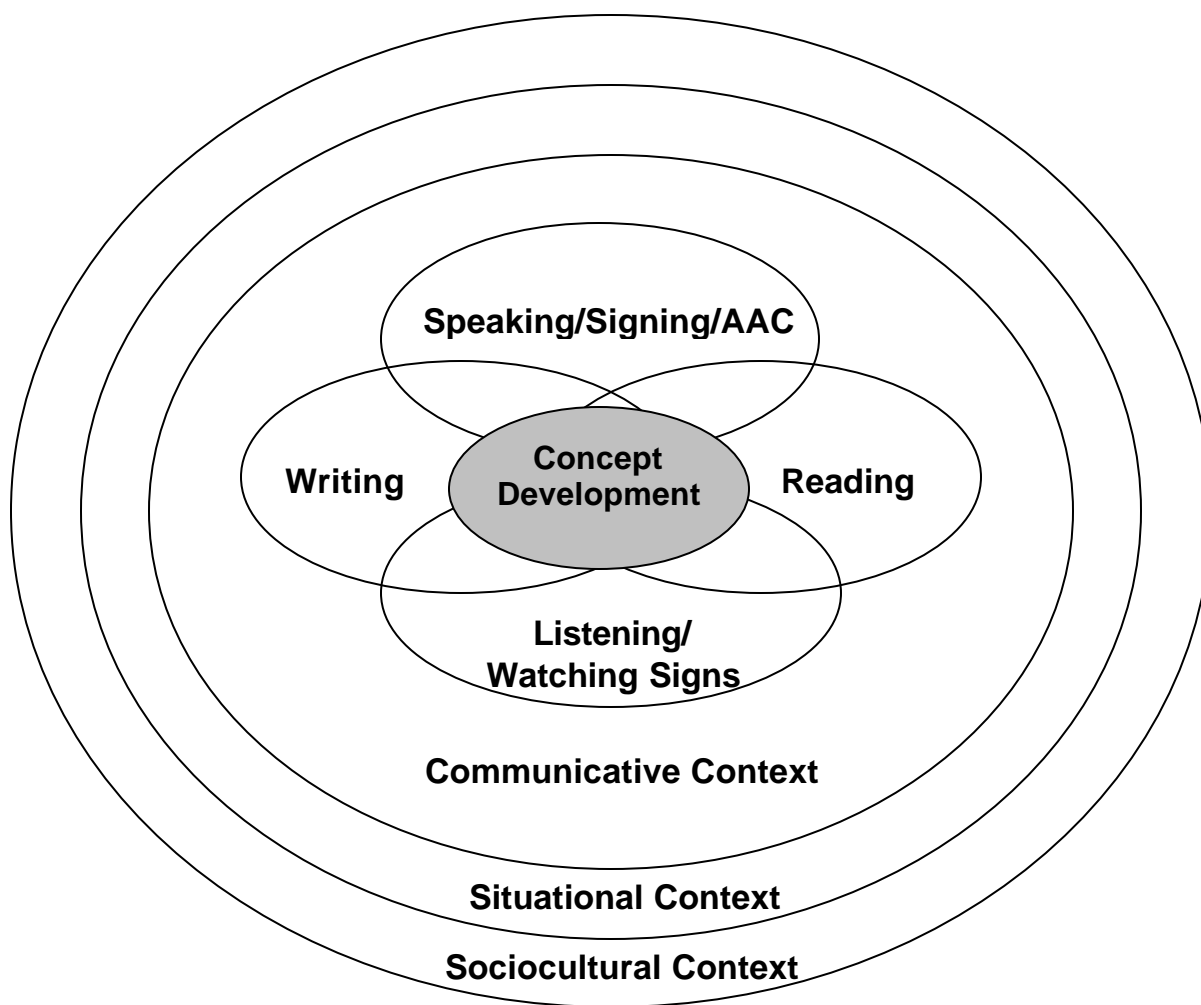 Speaking/Signing/AAC
Concept
Development
Writing
Reading
Listening/
Watching Signs
Communicative Context
Situational Context
Sociocultural Context